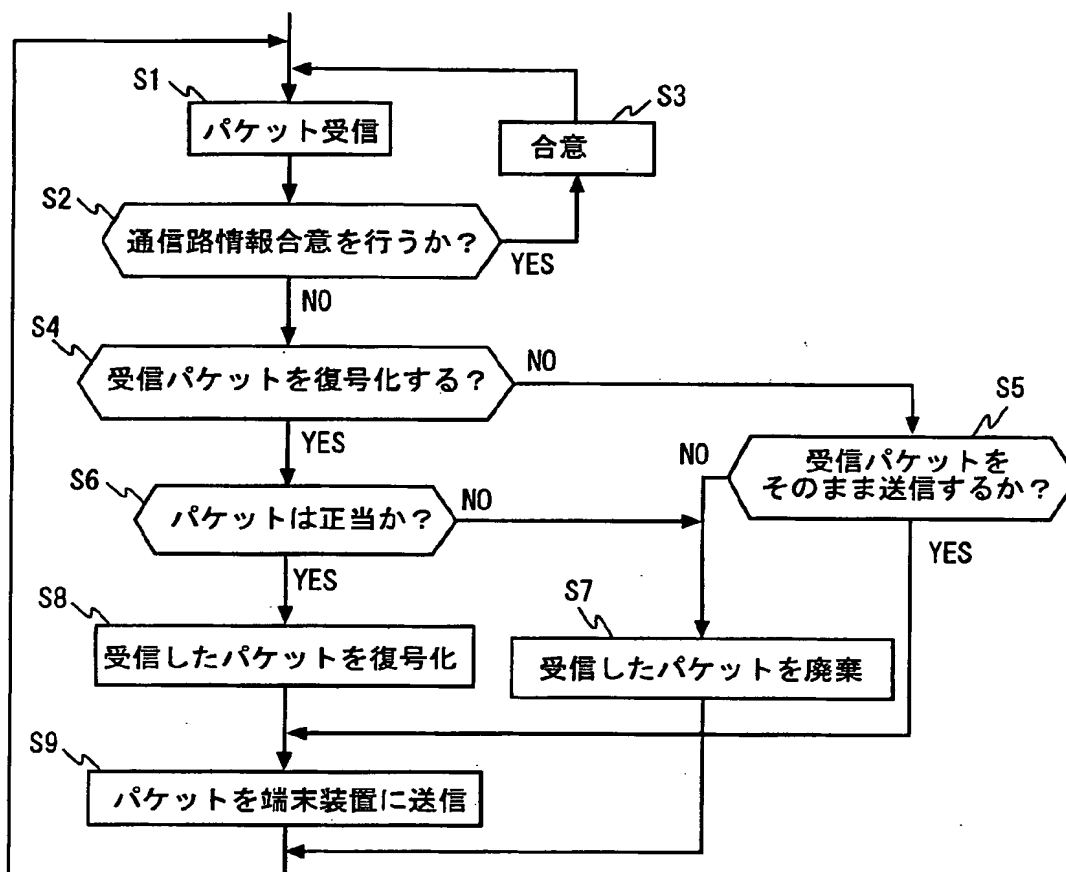 S1
パケット受信
S3
合意
S2
通信路情報合意を行うか?
YES
NO
S4
受信パケットを復号化する?
NO
YES
S5
受信パケットを
そのまま送信するか?
NO
YES
S6
パケットは正当か?
NO
YES
S8
受信したパケットを復号化
S7
受信したパケットを廃棄
S9
パケットを端末装置に送信